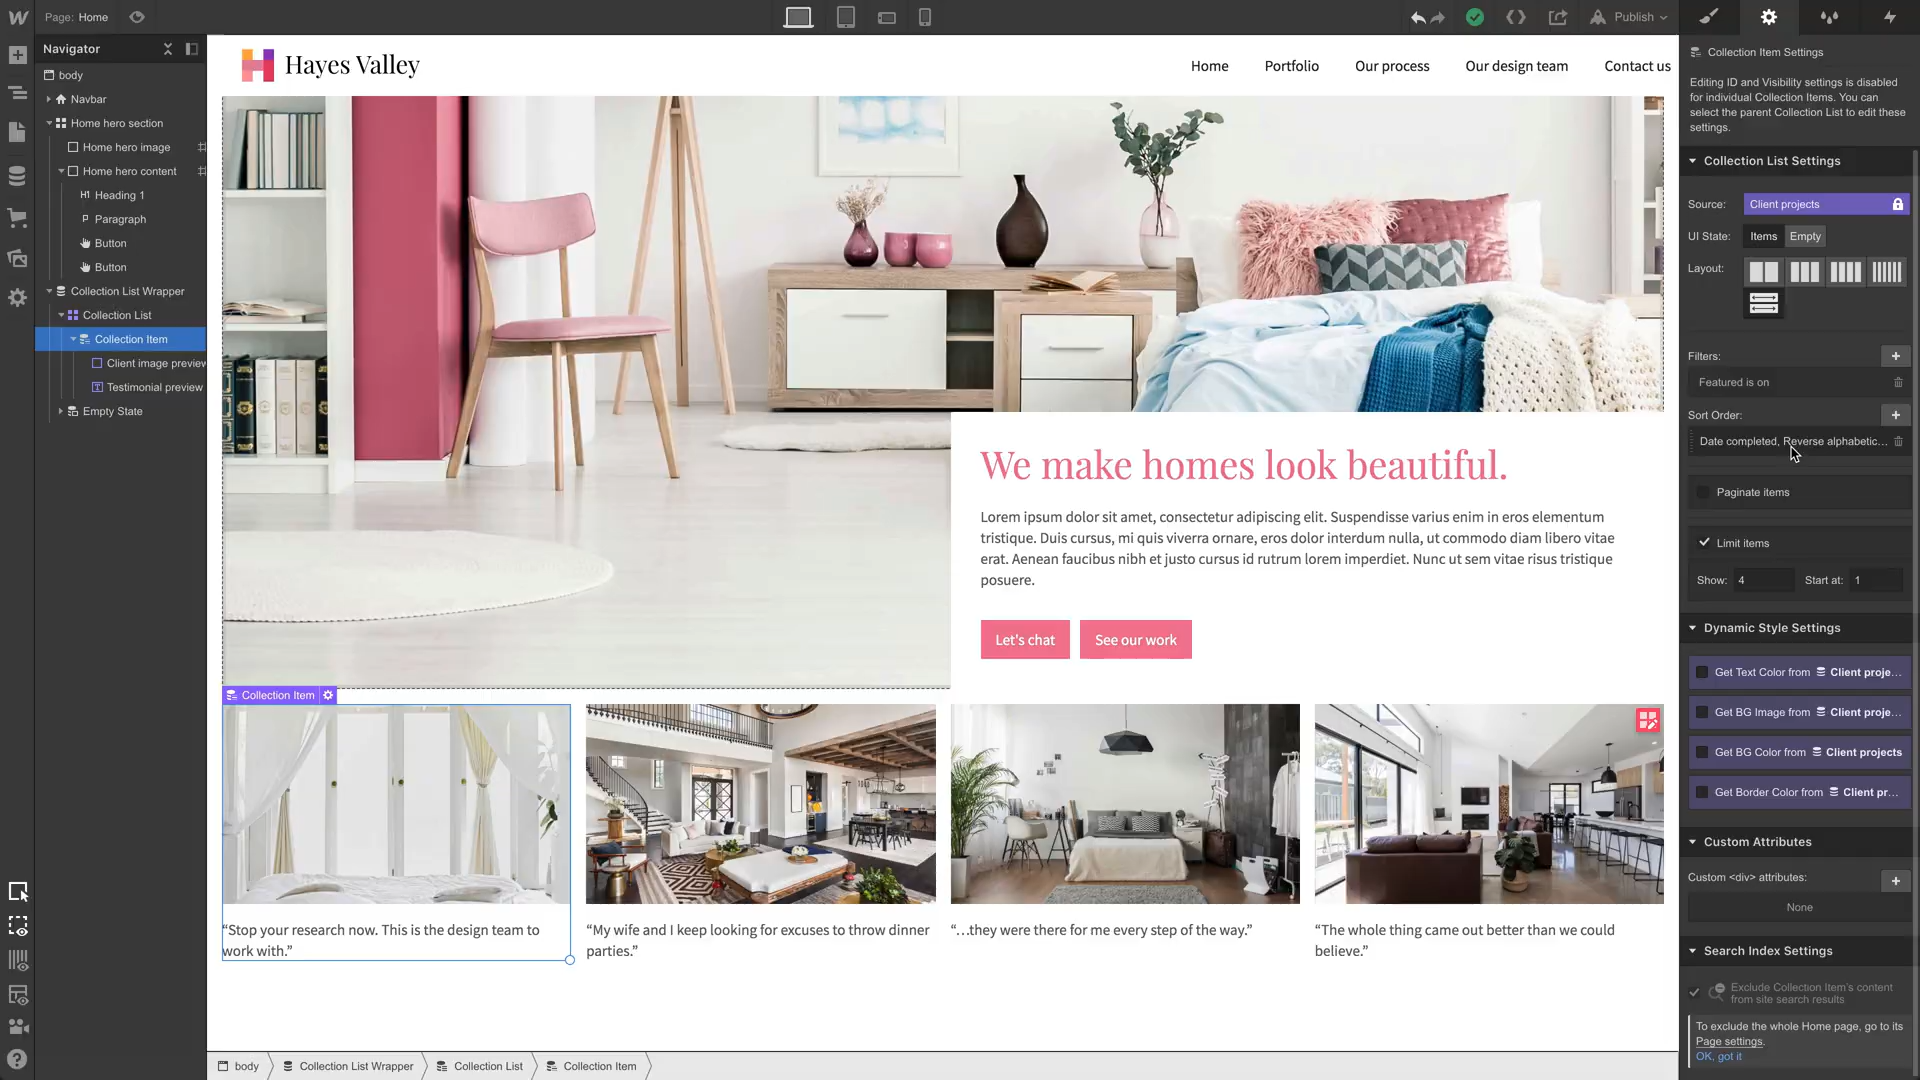 Page: Home
Publish
Navigator
body
Navbar
Home hero section
Home hero image
Home hero content
H1 Heading 1
P Paragraph
Button
Button
Collection List Wrapper
Collection List
Collection Item
Client image preview
Testimonial preview
Empty State
Hayes Valley
Home
Portfolio
Our process
Our design team
Contact us
We make homes look beautiful.
Lorem ipsum dolor sit amet, consectetur adipiscing elit. Suspendisse varius enim in eros elementum
tristique. Duis cursus, mi quis viverra ornare, eros dolor interdum nulla, ut commodo diam libero vitae
erat. Aenean faucibus nibh et justo cursus id rutrum lorem imperdiet. Nunc ut sem vitae risus tristique
posuere.
Let's chat
See our work
Collection Item
“Stop your research now. This is the design team to
work with.”
“My wife and I keep looking for excuses to throw dinner
parties.”
“…they were there for me every step of the way.”
“The whole thing came out better than we could
believe.”
body
Collection List Wrapper
Collection List
Collection Item
Collection Item Settings
Editing ID and Visibility settings is disabled
for individual Collection Items. You can
select the parent Collection List to edit these
settings.
Collection List Settings
Source: Client projects
UI State: Items Empty
Layout:
Filters:
Featured is on
Sort Order:
Date completed, Reverse alphabetic...
Paginate items
Limit items
Show: 4 Start at: 1
Dynamic Style Settings
Get Text Color from Client proje...
Get BG Image from Client proje...
Get BG Color from Client projects
Get Border Color from Client pr...
Custom Attributes
Custom <div> attributes:
None
Search Index Settings
Exclude Collection Item's content
from site search results
To exclude the whole Home page, go to its
Page settings.
OK, got it